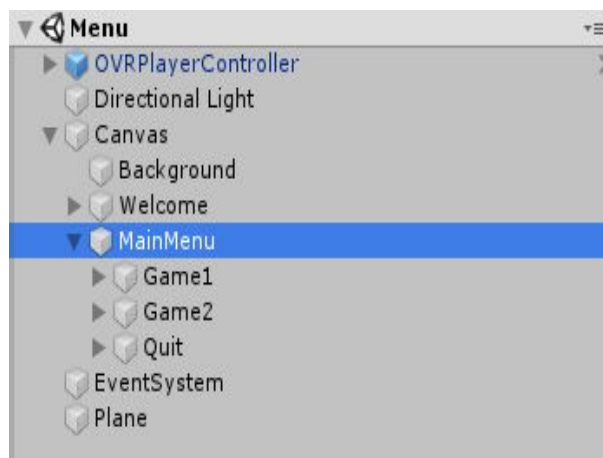 Menu
OVRPlayerController
Directional Light
Canvas
Background
Welcome
MainMenu
Game1
Game2
Quit
EventSystem
Plane